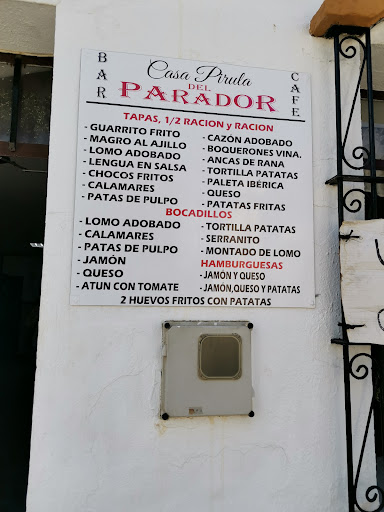 BAR
Casa Pirula
CAFE
DEL
PARADOR
TAPAS, 1/2 RACION y RACION
- GUARRITO FRITO
- MAGRO AL AJILLO
- LOMO ADOBADO
- LENGUA EN SALSA
- CHOCOS FRITOS
- CALAMARES
- PATAS DE PULPO
- CAZÓN ADOBADO
- BOQUERONES VINA.
- ANCAS DE RANA
- TORTILLA PATATAS
- PALETA IBÉRICA
- QUESO
- PATATAS FRITAS
BOCADILLOS
- LOMO ADOBADO
- CALAMARES
- PATAS DE PULPO
- JAMÓN
- QUESO
- ATUN CON TOMATE
- TORTILLA PATATAS
- SERRANITO
- MONTADO DE LOMO
HAMBURGUESAS
- JAMÓN Y QUESO
- JAMÓN,QUESO Y PATATAS
2 HUEVOS FRITOS CON PATATAS